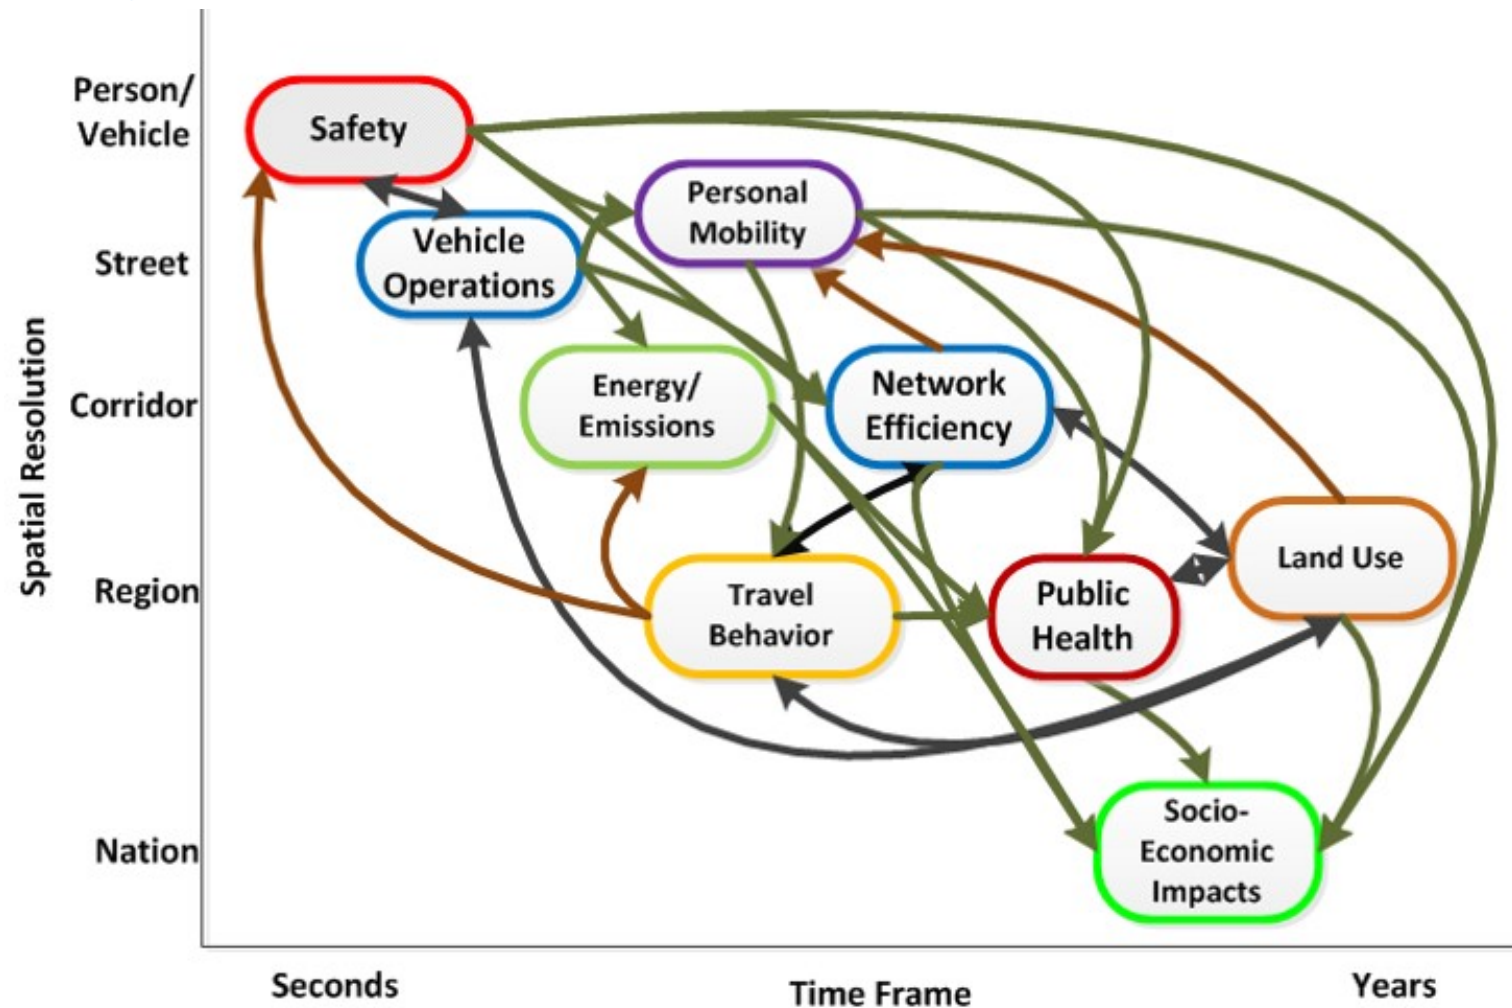 Person/
Vehicle
Safety
Personal
Mobility
Street
Vehicle
Operations
Spatial Resolution
Corridor
Energy/
Emissions
Network
Efficiency
Region
Travel
Behavior
Public
Health
Land Use
Nation
Socio-
Economic
Impacts
Seconds
Time Frame
Years